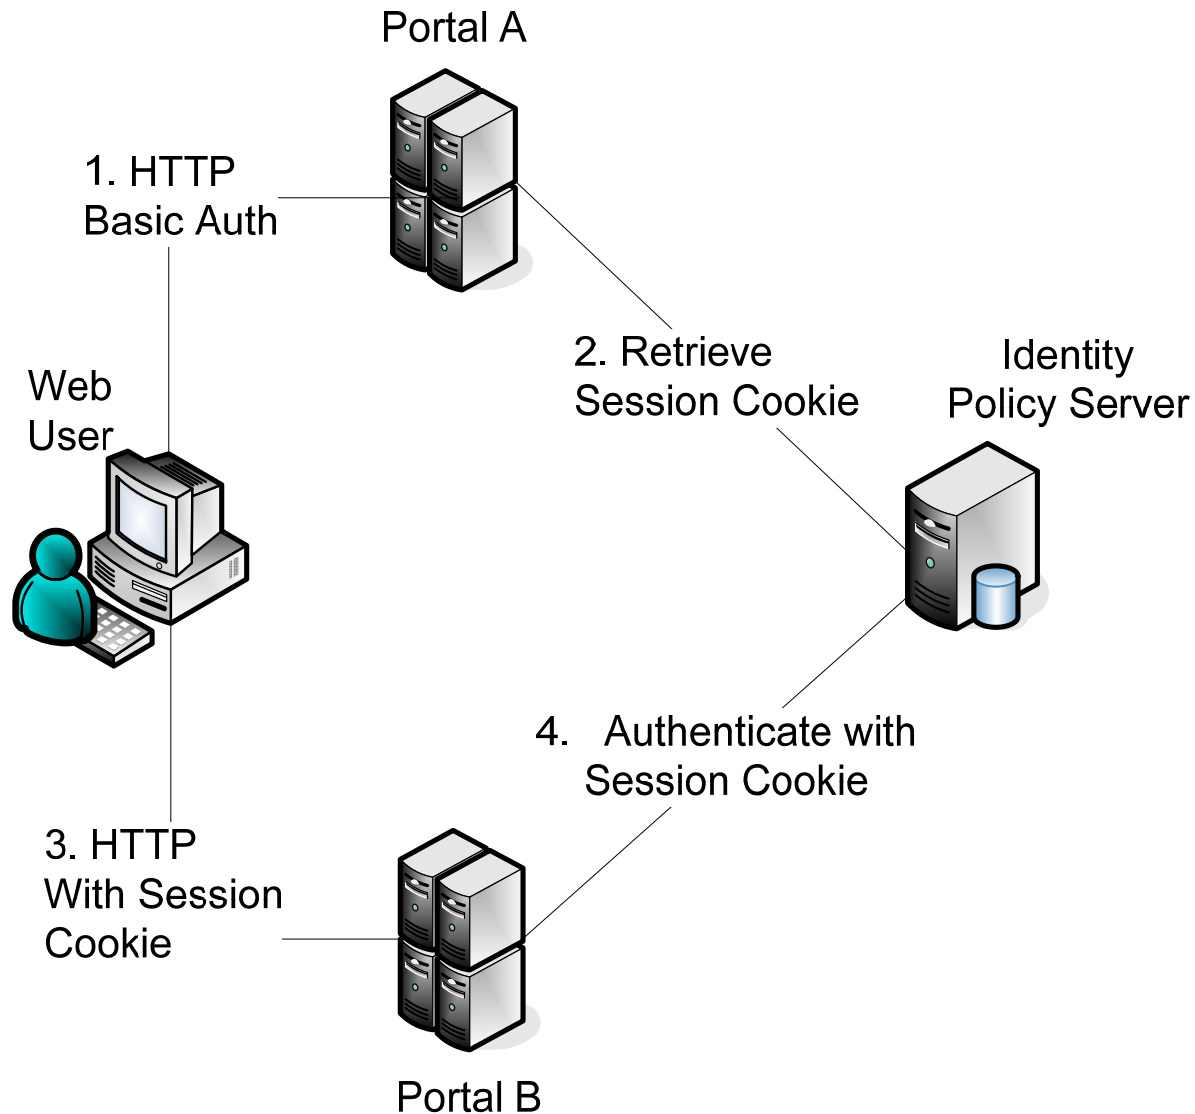 Portal A
1. HTTP
Basic Auth
2. Retrieve
Session Cookie
Identity
Policy Server
Web
User
4. Authenticate with
Session Cookie
3. HTTP
With Session
Cookie
Portal B